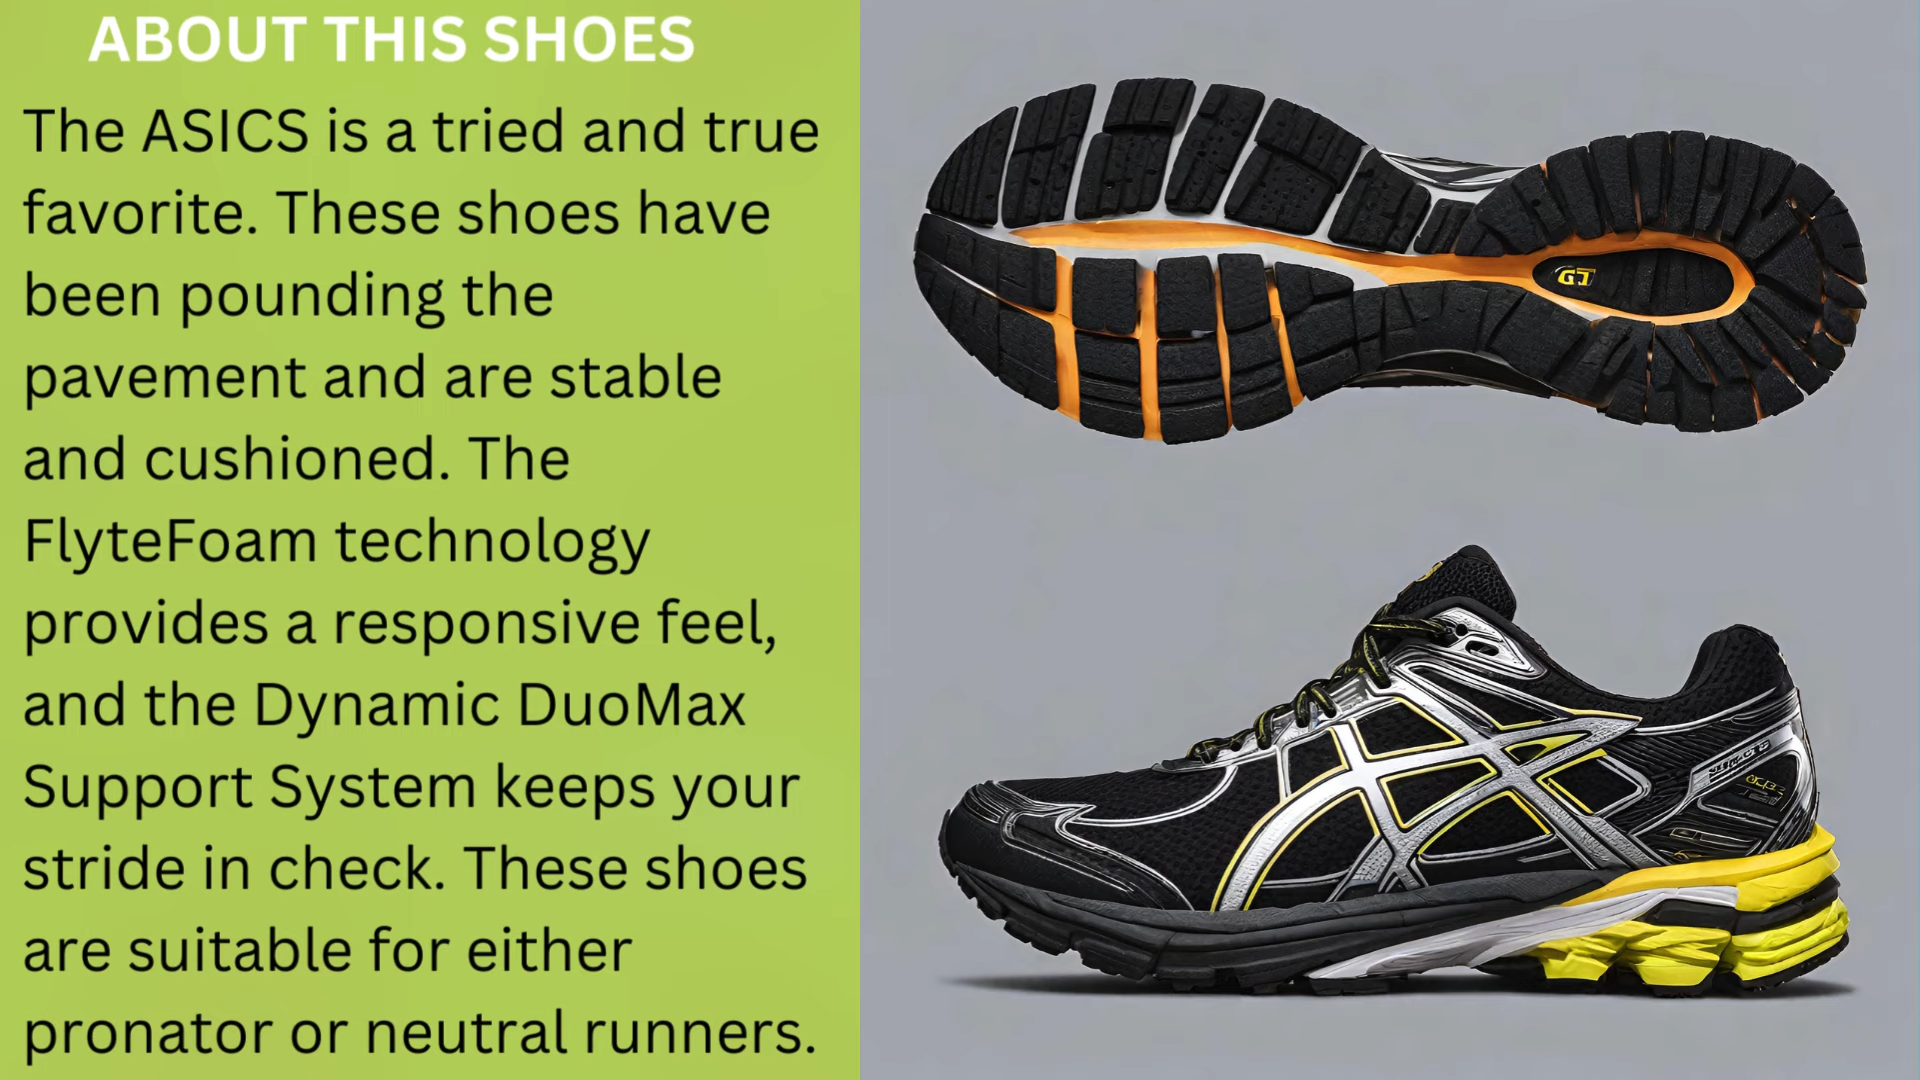 ABOUT THIS SHOES
The ASICS is a tried and true
favorite. These shoes have
been pounding the
pavement and are stable
and cushioned. The
FlyteFoam technology
provides a responsive feel,
and the Dynamic DuoMax
Support System keeps your
stride in check. These shoes
are suitable for either
pronator or neutral runners.